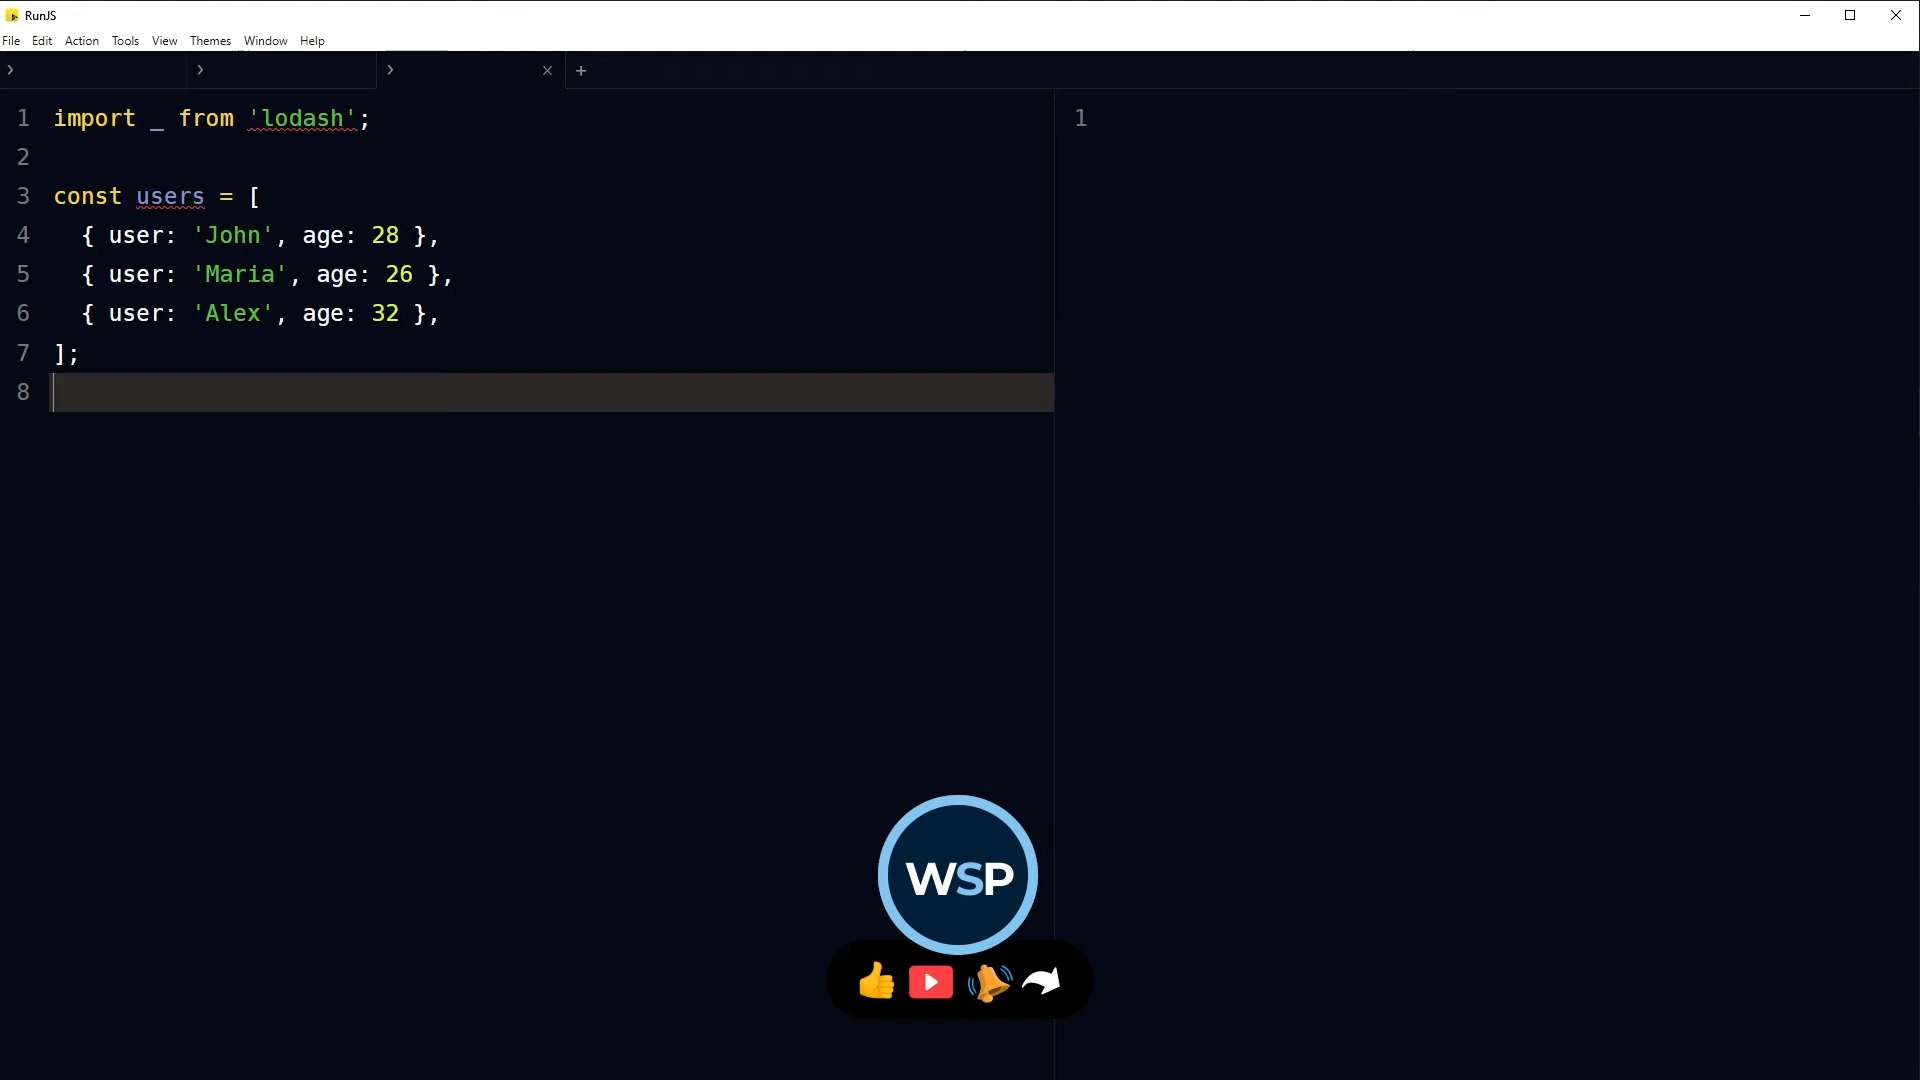 RunJS
File Edit Action Tools View Themes Window Help
1 import _ from 'lodash';
2
3 const users = [
4 { user: 'John', age: 28 },
5 { user: 'Maria', age: 26 },
6 { user: 'Alex', age: 32 },
7 ];
8
1
WSP